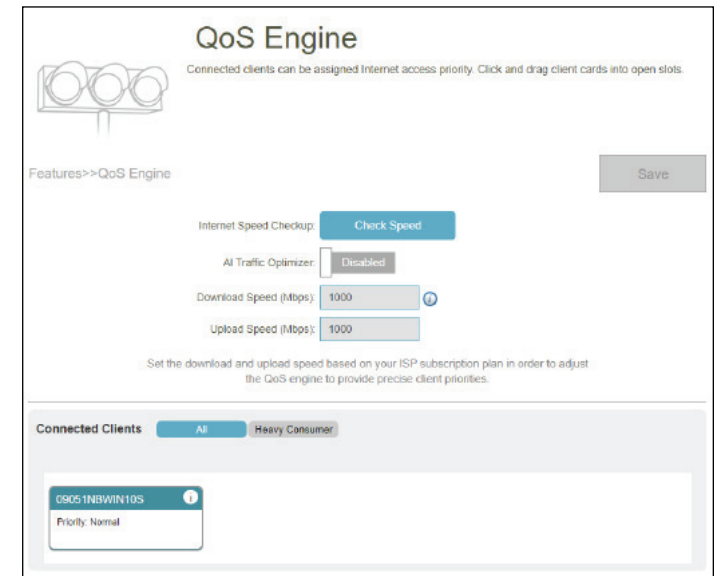 QoS Engine
Connected clients can be assigned Internet access priority. Click and drag client cards into open slots.
Features>>QoS Engine
Save
Internet Speed Checkup: Check Speed
AI Traffic Optimizer: Disabled
Download Speed (Mbps): 1000
Upload Speed (Mbps): 1000
Set the download and upload speed based on your ISP subscription plan in order to adjust
the QoS engine to provide precise client priorities.
Connected Clients All Heavy Consumer
09051NBWIN10S
Priority: Normal